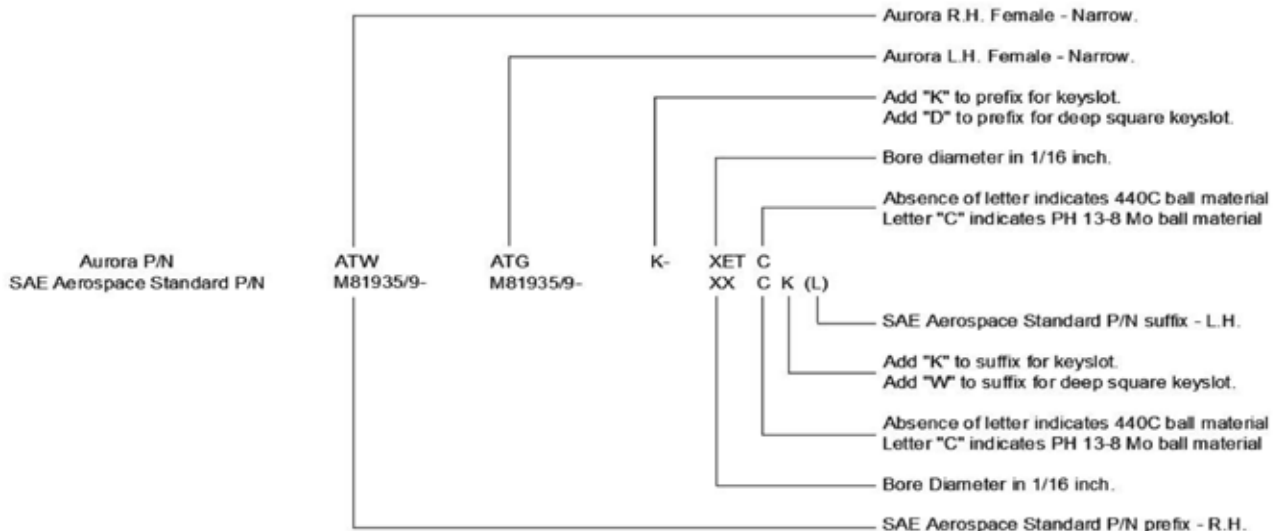 Aurora R.H. Female - Narrow.
Aurora L.H. Female - Narrow.
Add "K" to prefix for keyslot.
Add "D" to prefix for deep square keyslot.
Bore diameter in 1/16 inch.
Absence of letter indicates 440C ball material
Letter "C" indicates PH 13-8 Mo ball material
Aurora P/N ATW ATG K- XET C
SAE Aerospace Standard P/N M81935/9- M81935/9- XX C K (L)
SAE Aerospace Standard P/N suffix - L.H.
Add "K" to suffix for keyslot.
Add "W" to suffix for deep square keyslot.
Absence of letter indicates 440C ball material
Letter "C" indicates PH 13-8 Mo ball material
Bore Diameter in 1/16 inch.
SAE Aerospace Standard P/N prefix - R.H.